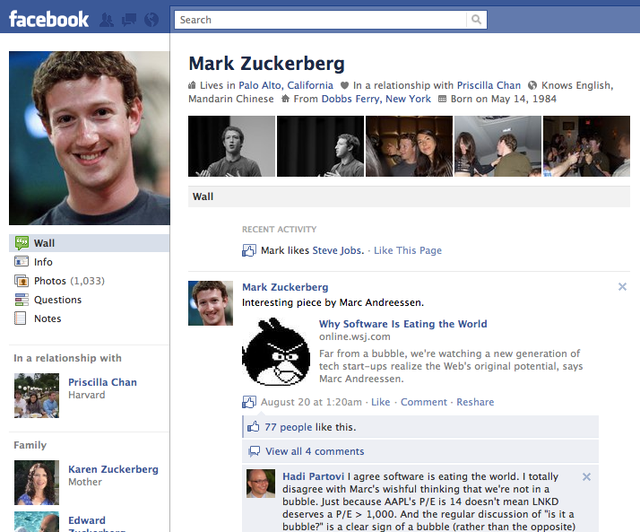 facebook
Search
Mark Zuckerberg
Lives in Palo Alto, California In a relationship with Priscilla Chan Knows English,
Mandarin Chinese From Dobbs Ferry, New York Born on May 14, 1984
Wall
Info
Photos (1,033)
Questions
Notes
In a relationship with
Priscilla Chan
Harvard
Family
Karen Zuckerberg
Mother
Edward
Zuckerberg
Wall
RECENT ACTIVITY
Mark likes Steve Jobs. · Like This Page
Mark Zuckerberg
Interesting piece by Marc Andreessen.
Why Software Is Eating the World
online.wsj.com
Far from a bubble, we're watching a new generation of
tech start-ups realize the Web's original potential, says
Marc Andreesen.
August 20 at 1:20am · Like · Comment · Reshare
77 people like this.
View all 4 comments
Hadi Partovi I agree software is eating the world. I totally
disagree with Marc's wishful thinking that we're not in a
bubble. Just because AAPL's P/E is 14 doesn't mean LNKD
deserves a P/E > 1,000. And the regular discussion of "is it a
bubble?" is a clear sign of a bubble (rather than the opposite)